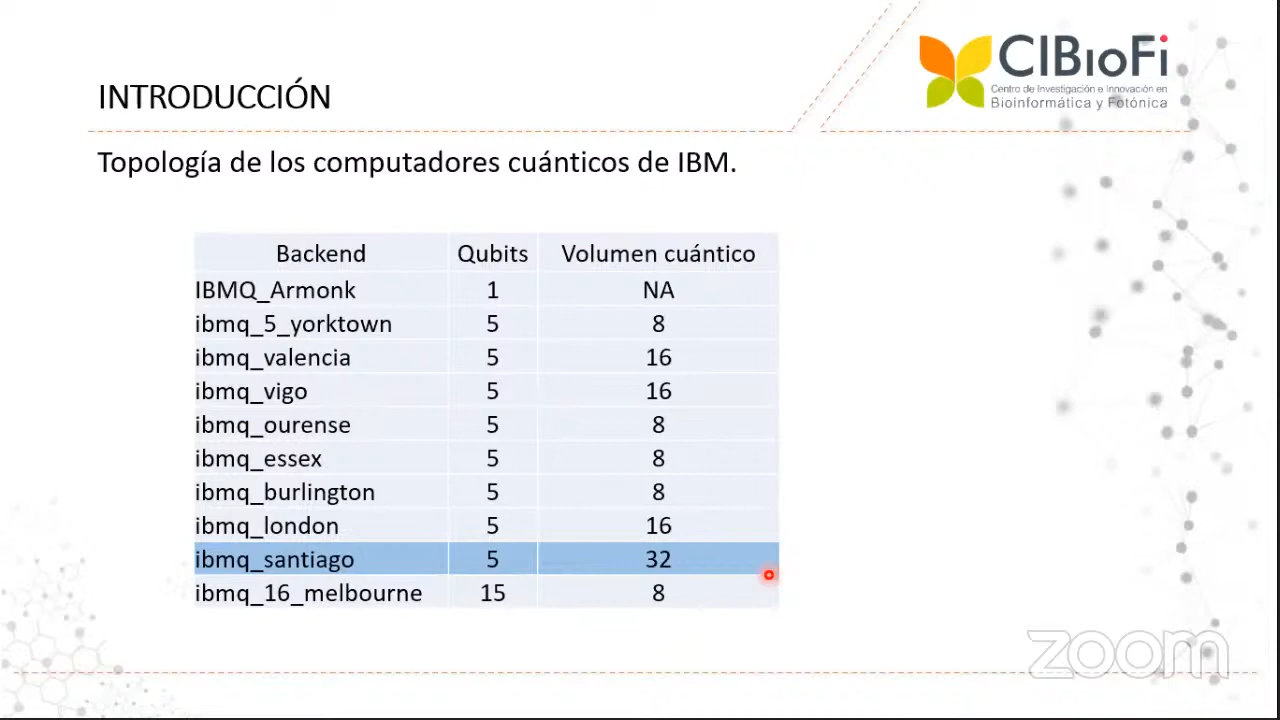 CIBioFi
Centro de Investigación e Innovación en
Bioinformática y Fotónica
INTRODUCCIÓN
Topología de los computadores cuánticos de IBM.
Backend Qubits Volumen cuántico
IBMQ_Armonk 1 NA
ibmq_5_yorktown 5 8
ibmq_valencia 5 16
ibmq_vigo 5 16
ibmq_ourense 5 8
ibmq_essex 5 8
ibmq_burlington 5 8
ibmq_london 5 16
ibmq_santiago 5 32
ibmq_16_melbourne 15 8
zoom